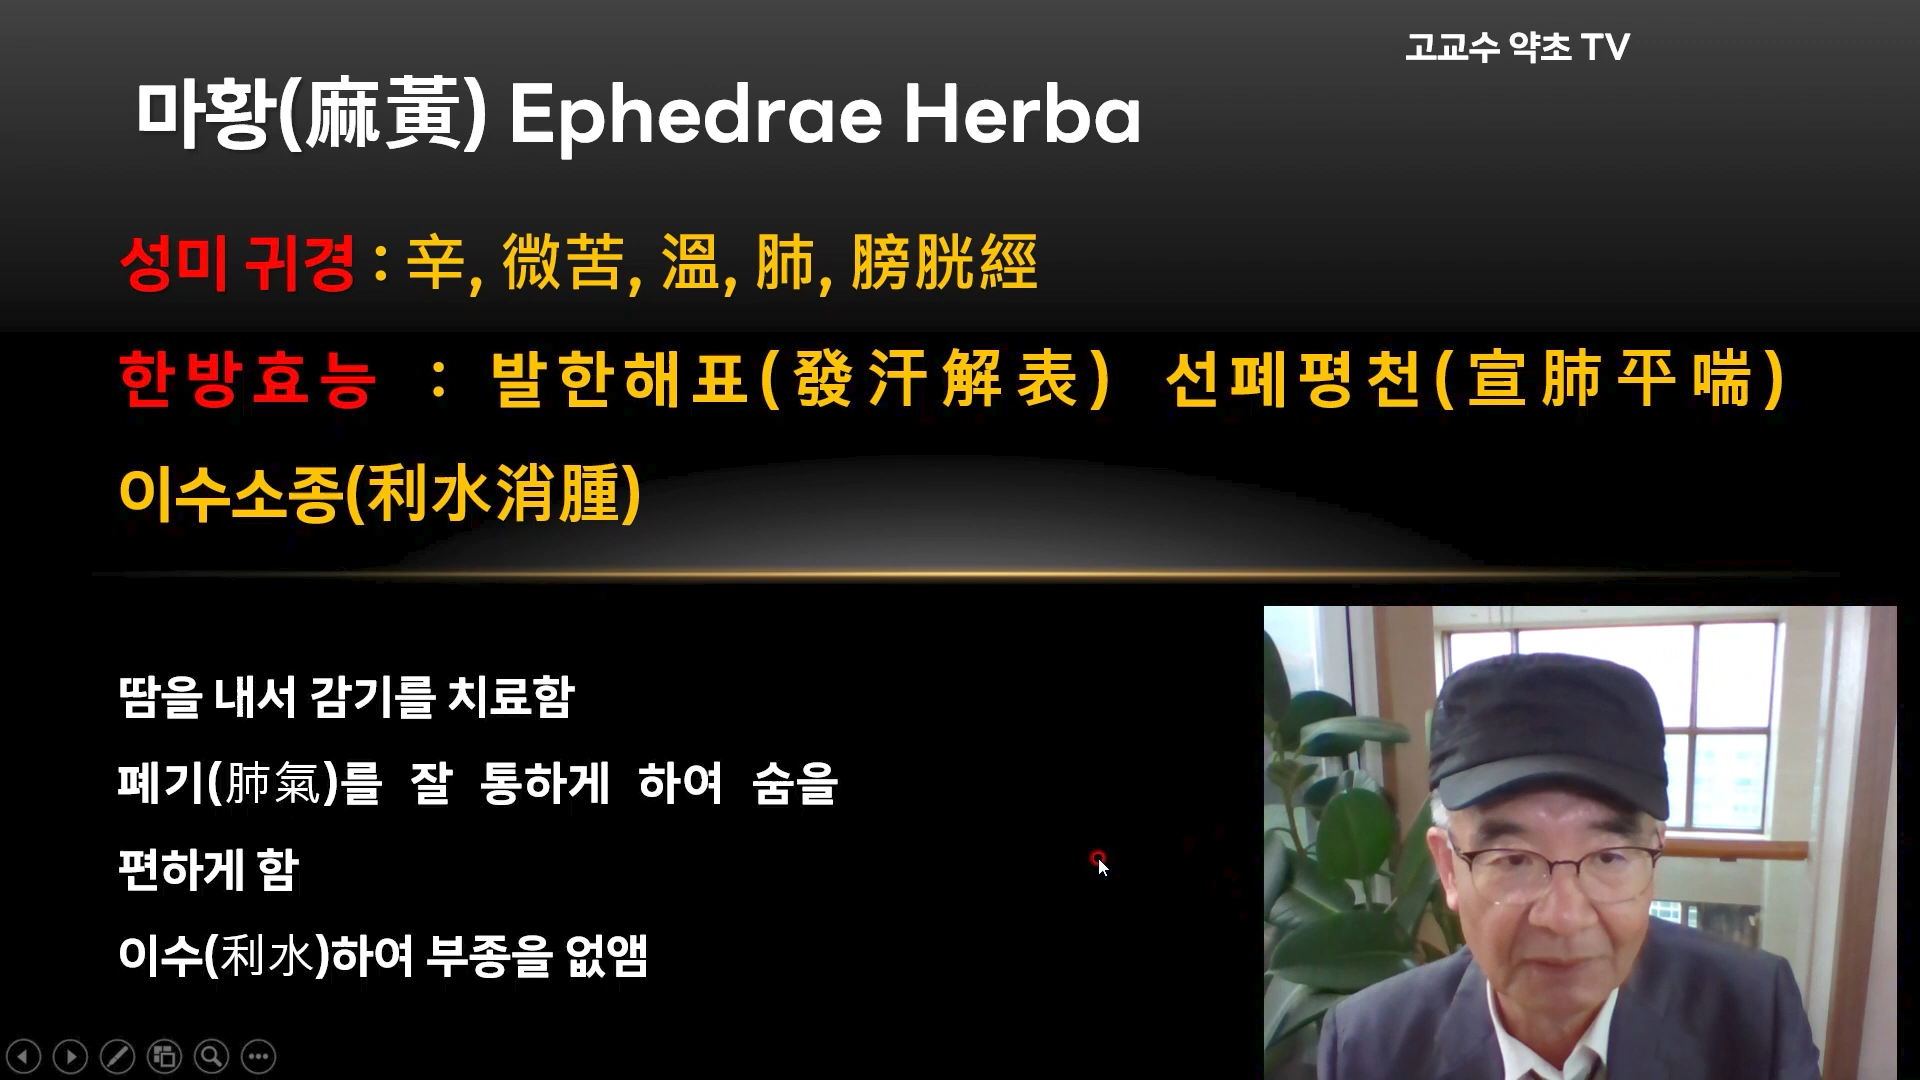 고교수 약초 TV
마황(麻黃) Ephedrae Herba
성미 귀경 : 辛, 微苦, 溫, 肺, 膀胱經
한방효능 : 발한해표(發汗解表) 선폐평천(宣肺平喘)
이수소종(利水消腫)
땀을 내서 감기를 치료함
폐기(肺氣)를 잘 통하게 하여 숨을
편하게 함
이수(利水)하여 부종을 없앰